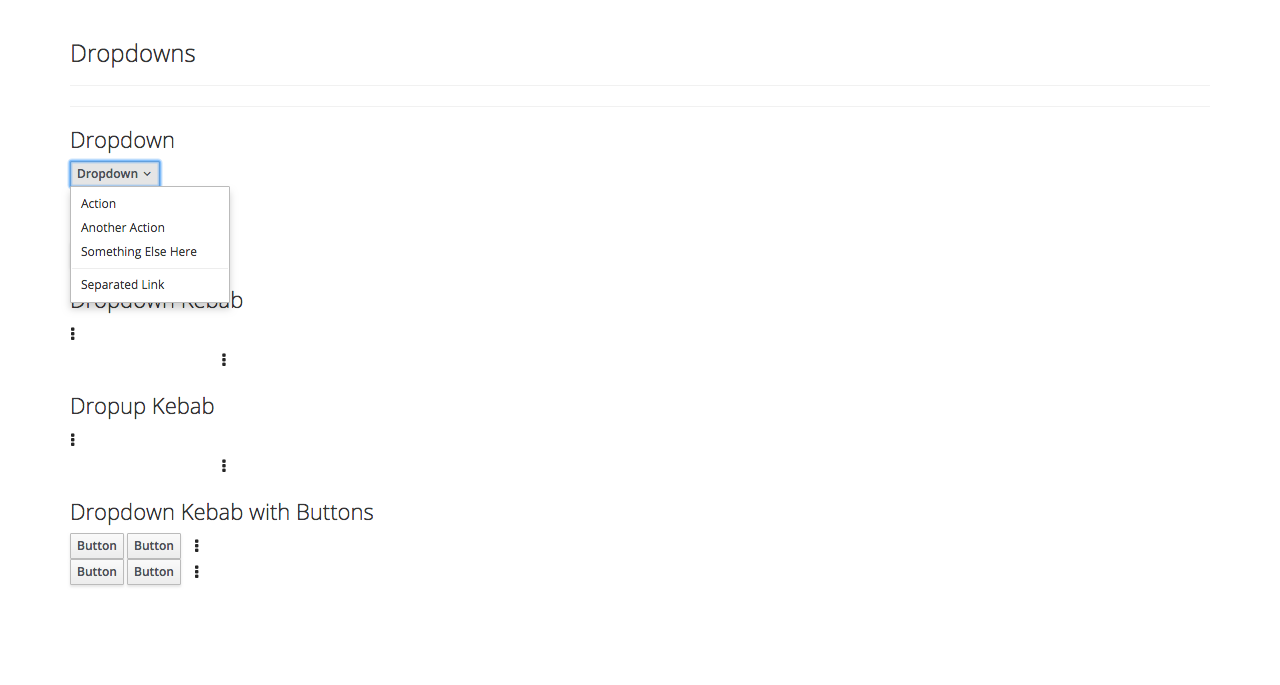 Dropdowns
Dropdown
Dropdown
Action
Another Action
Something Else Here
Separated Link
Dropdown Kebab
Dropup Kebab
Dropdown Kebab with Buttons
Button Button
Button Button